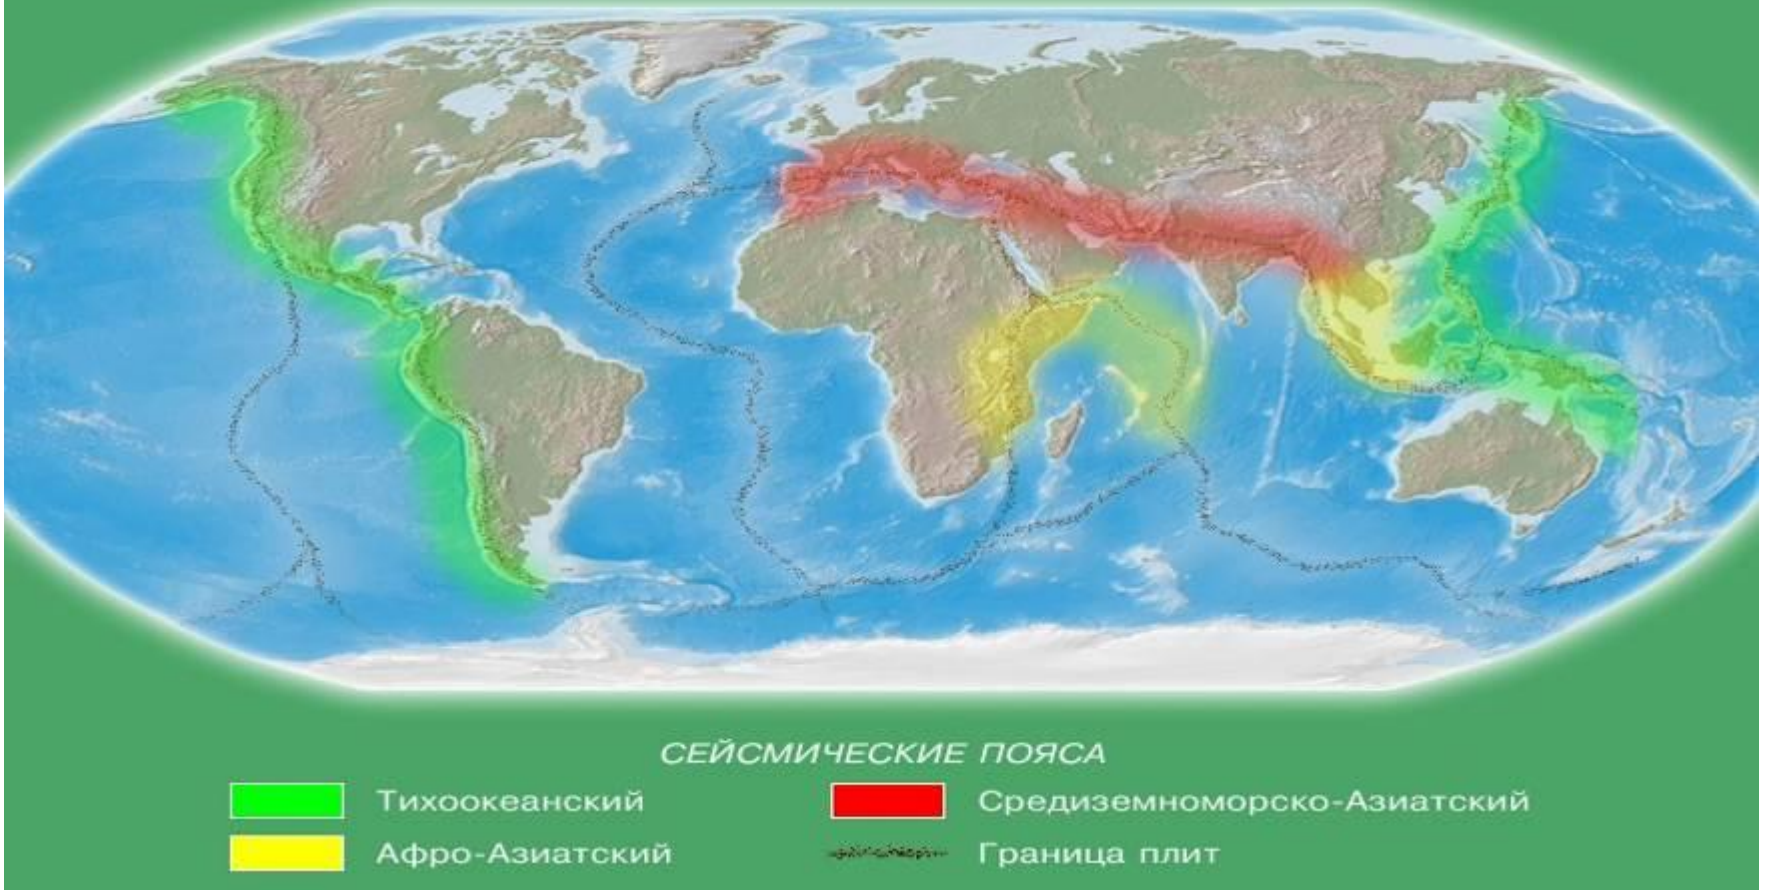 СЕЙСМИЧЕСКИЕ ПОЯСА
Тихоокеанский
Средиземноморско-Азиатский
Афро-Азиатский
Граница плит